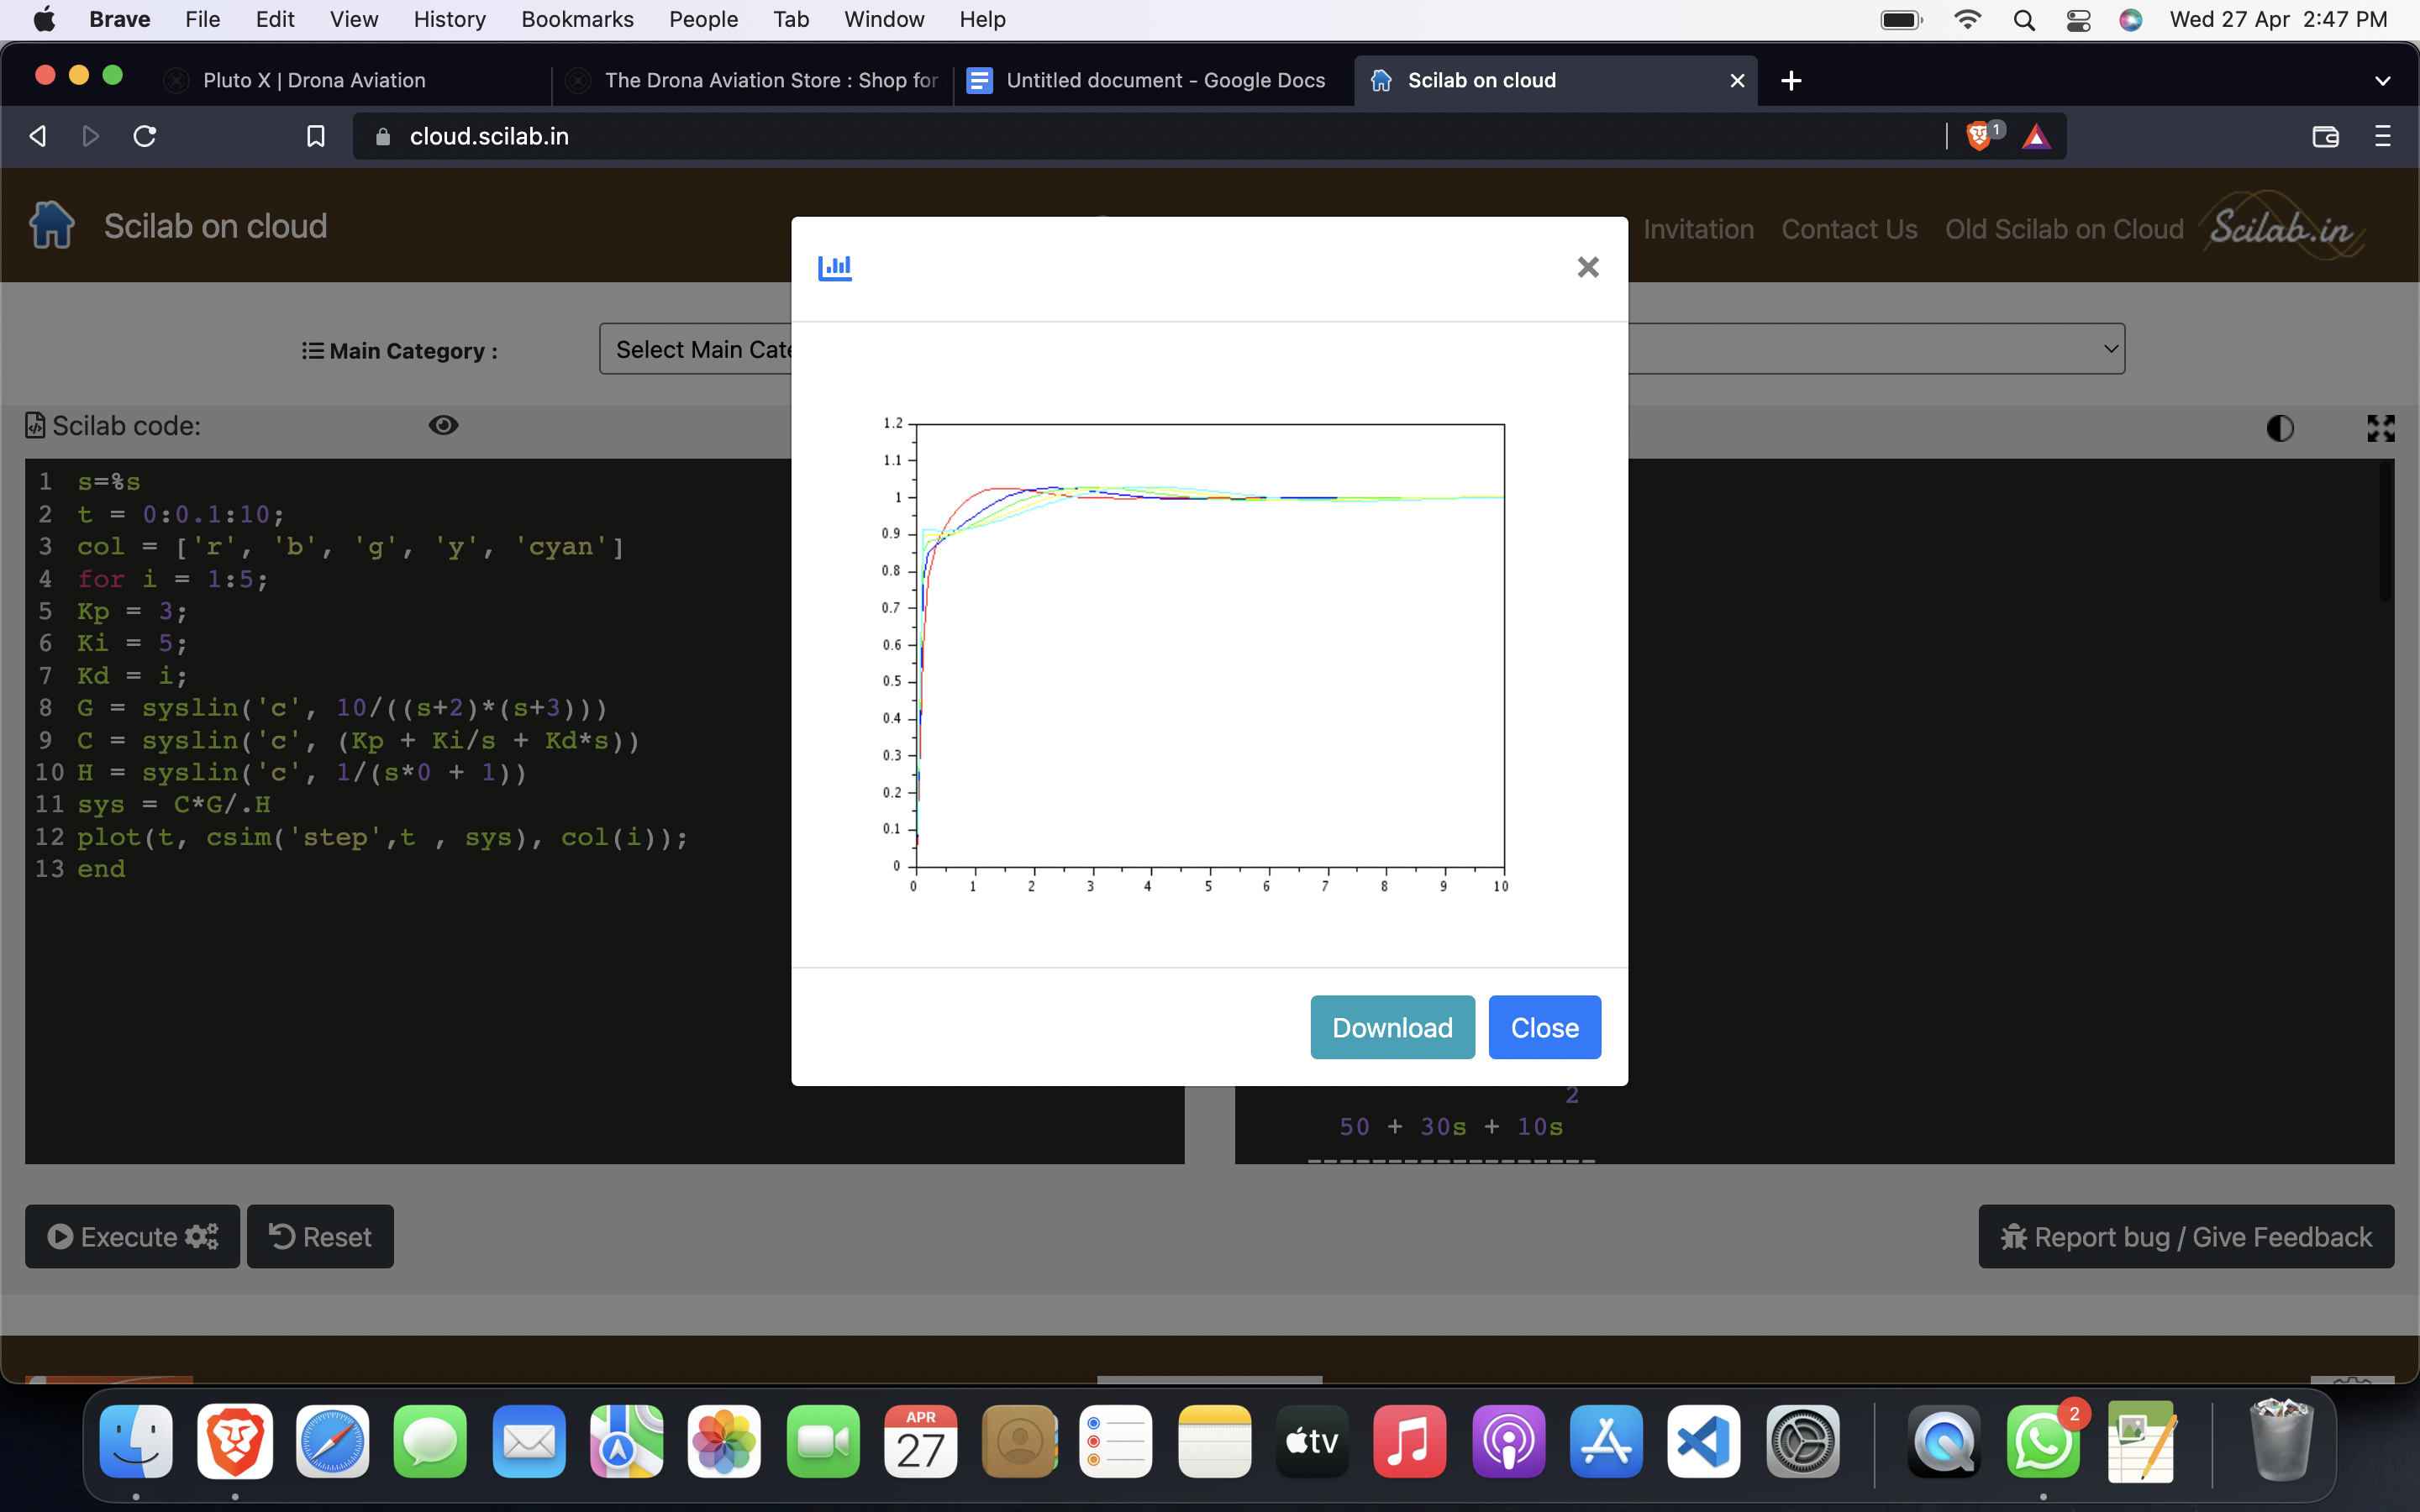 Brave File Edit View History Bookmarks People Tab Window Help Wed 27 Apr 2:47 PM
Pluto X | Drona Aviation The Drona Aviation Store : Shop for Untitled document - Google Docs Scilab on cloud
cloud.scilab.in 1
Scilab on cloud Invitation Contact Us Old Scilab on Cloud Scilab.in
Main Category : Select Main Cate
Scilab code:
1 s=%s
2 t = 0:0.1:10;
3 col = ['r', 'b', 'g', 'y', 'cyan']
4 for i = 1:5;
5 Kp = 3;
6 Ki = 5;
7 Kd = i;
8 G = syslin('c', 10/((s+2)*(s+3)))
9 C = syslin('c', (Kp + Ki/s + Kd*s))
10 H = syslin('c', 1/(s*0 + 1))
11 sys = C*G/.H
12 plot(t, csim('step',t , sys), col(i));
13 end
1.2
1.1
1
0.9
0.8
0.7
0.6
0.5
0.4
0.3
0.2
0.1
0
0 1 2 3 4 5 6 7 8 9 10
Download Close
2
50 + 30s + 10s
------------------
Execute Reset Report bug / Give Feedback
APR
27
tv
2